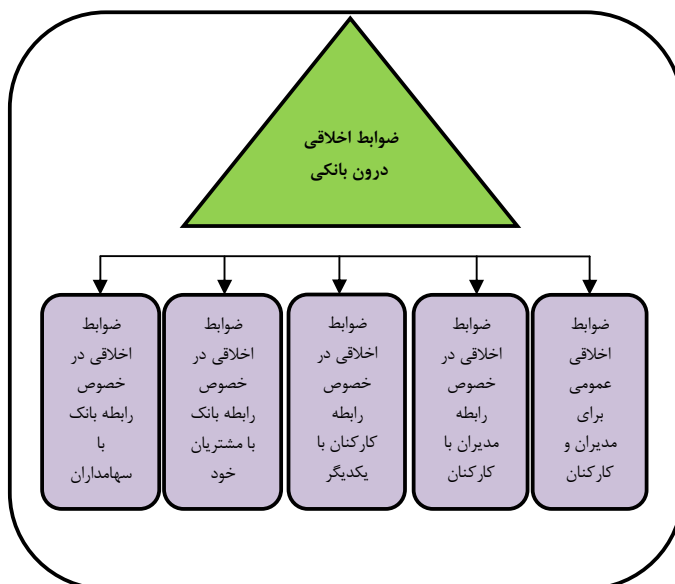 ضوابط اخلاقی
درون بانکی
ضوابط
اخلاقی
عمومی
برای
مدیران و
کارکنان
ضوابط
اخلاقی در
خصوص
رابطه
مدیران با
کارکنان
ضوابط
اخلاقی در
خصوص
رابطه
کارکنان با
یکدیگر
ضوابط
اخلاقی در
خصوص
رابطه بانک
با مشتریان
خود
ضوابط
اخلاقی در
خصوص
رابطه بانک
با
سهامداران